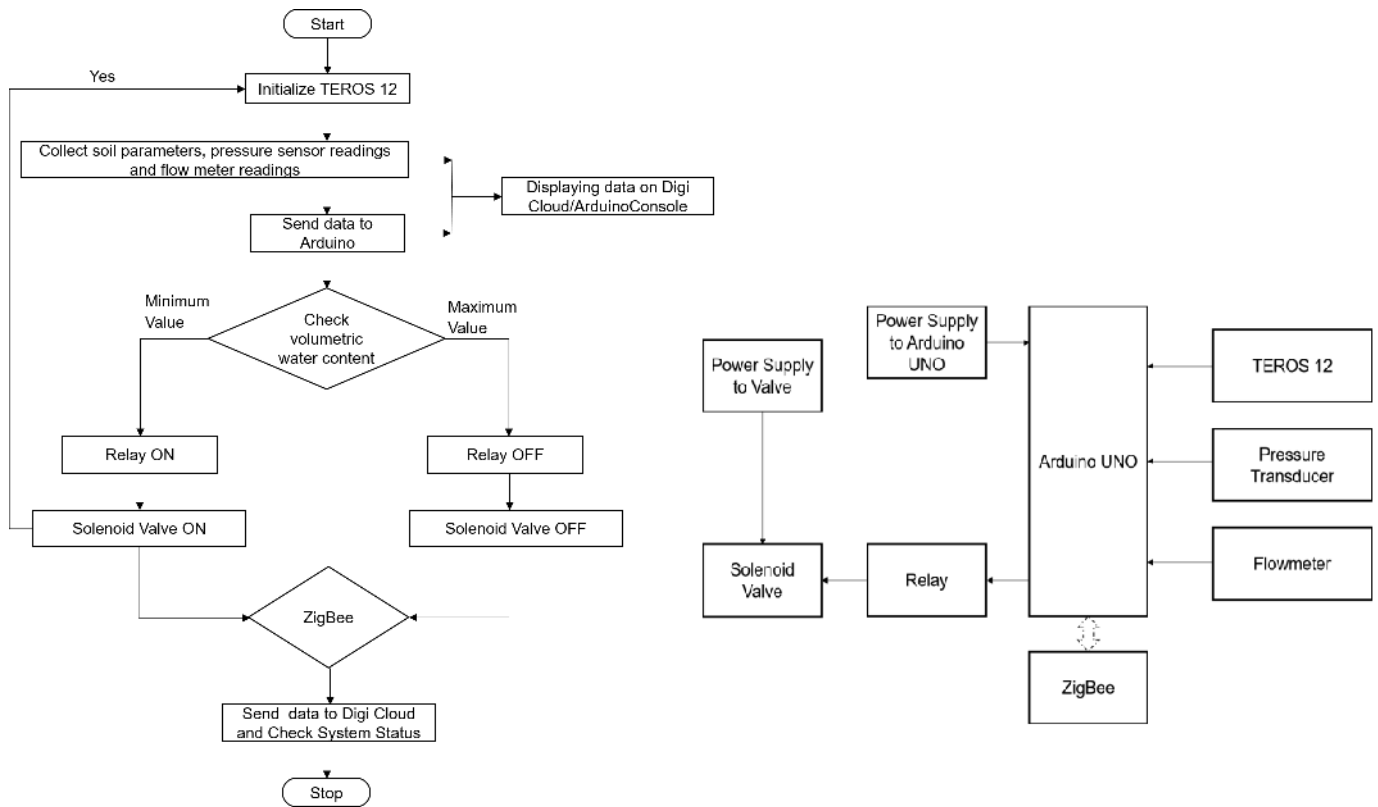 Start
Yes
Initialize TEROS 12
Collect soil parameters, pressure sensor readings
and flow meter readings
Displaying data on Digi
Cloud/ArduinoConsole
Send data to
Arduino
Minimum
Value
Check
volumetric
water content
Maximum
Value
Relay ON
Relay OFF
Solenoid Valve ON
Solenoid Valve OFF
ZigBee
Send data to Digi Cloud
and Check System Status
Stop
Power Supply
to Valve
Power Supply
to Arduino
UNO
Arduino UNO
TEROS 12
Pressure
Transducer
Flowmeter
Solenoid
Valve
Relay
ZigBee